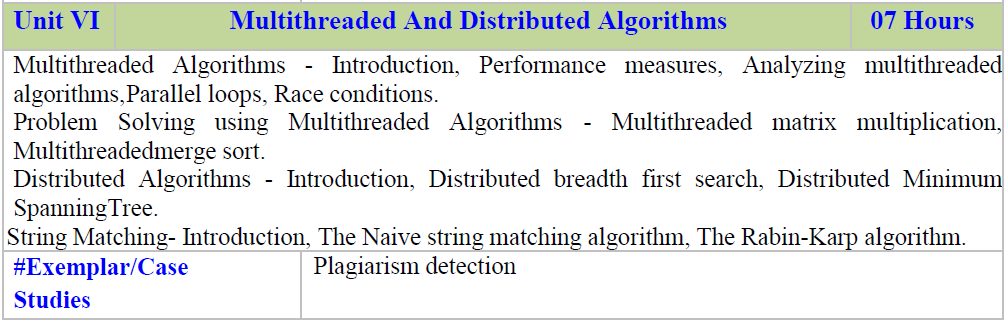 Unit VI Multithreaded And Distributed Algorithms 07 Hours
Multithreaded Algorithms - Introduction, Performance measures, Analyzing multithreaded
algorithms,Parallel loops, Race conditions.
Problem Solving using Multithreaded Algorithms - Multithreaded matrix multiplication,
Multithreadedmerge sort.
Distributed Algorithms - Introduction, Distributed breadth first search, Distributed Minimum
SpanningTree.
String Matching- Introduction, The Naive string matching algorithm, The Rabin-Karp algorithm.
#Exemplar/Case Plagiarism detection
Studies